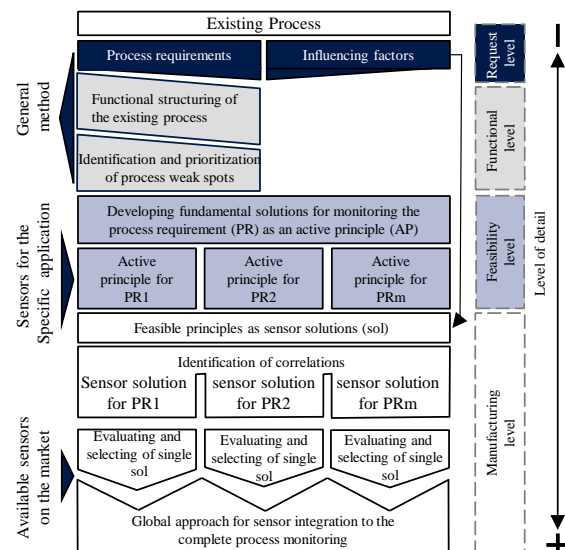 Existing Process
Process requirements
Influencing factors
Functional structuring of
the existing process
Identification and prioritization
of process weak spots
Developing fundamental solutions for monitoring the
process requirement (PR) as an active principle (AP)
Active
principle for
PR1
Active
principle for
PR2
Active
principle for
PRm
Feasible principles as sensor solutions (sol)
Identification of correlations
Sensor solution
for PR1
sensor solution
for PR2
sensor solution
for PRm
Evaluating and
selecting of single
sol
Evaluating and
selecting of single
sol
Evaluating and
selecting of single
sol
Global approach for sensor integration to the
complete process monitoring
General
method
Sensors for the
Specific application
Available sensors
on the market
Request
level
Functional
level
Feasibility
level
Manufacturing
level
Level of detail
–
+